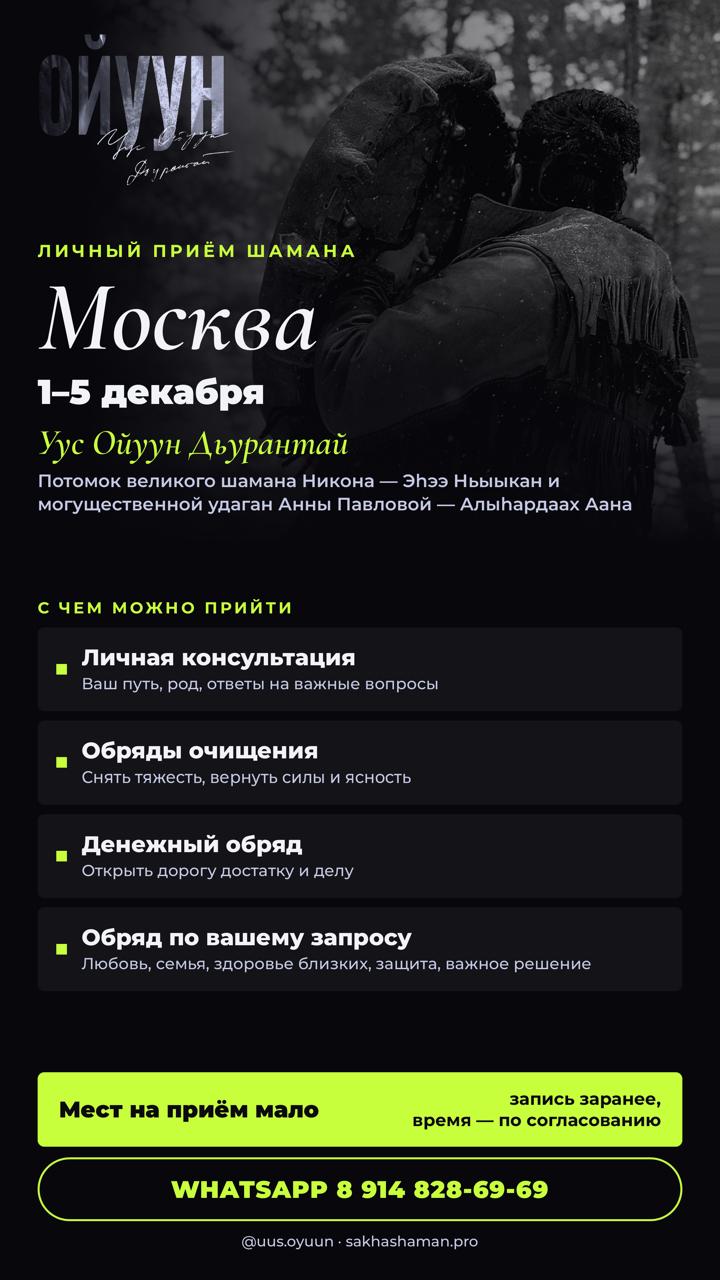 ОЙУУН
Уус Ойуун
Дьурантай
ЛИЧНЫЙ ПРИЁМ ШАМАНА
Москва
1–5 декабря
Уус Ойуун Дьурантай
Потомок великого шамана Никона — Эһээ Ньыыкан и
могущественной удаган Анны Павловой — Алыһардаах Аана
С ЧЕМ МОЖНО ПРИЙТИ
Личная консультация
Ваш путь, род, ответы на важные вопросы
Обряды очищения
Снять тяжесть, вернуть силы и ясность
Денежный обряд
Открыть дорогу достатку и делу
Обряд по вашему запросу
Любовь, семья, здоровье близких, защита, важное решение
Мест на приём мало
запись заранее,
время — по согласованию
WHATSAPP 8 914 828-69-69
@uus.oyuun · sakhashaman.pro